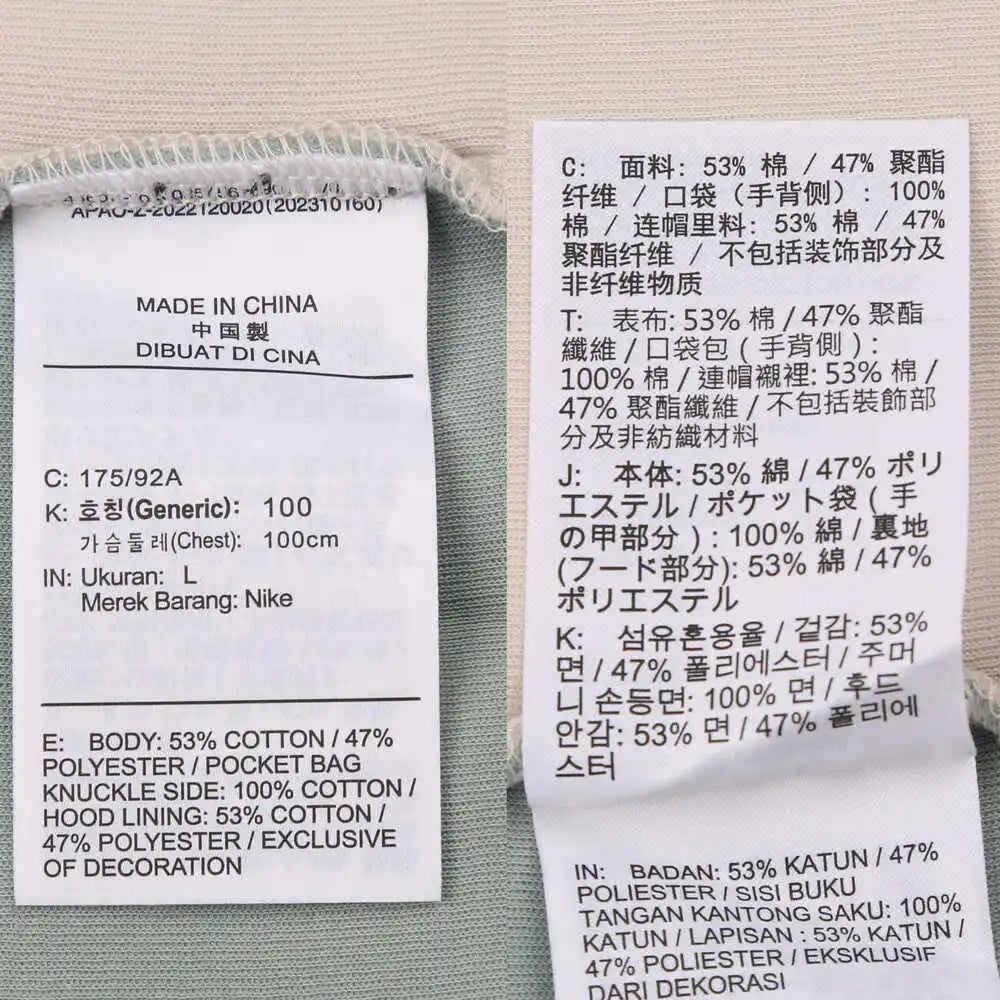 APAO-Z-2022120020(202310160)
MADE IN CHINA
中国製
DIBUAT DI CINA
C: 175/92A
K: 호칭(Generic): 100
가슴둘레(Chest): 100cm
IN: Ukuran: L
Merek Barang: Nike
E: BODY: 53% COTTON / 47%
POLYESTER / POCKET BAG
KNUCKLE SIDE: 100% COTTON /
HOOD LINING: 53% COTTON /
47% POLYESTER / EXCLUSIVE
OF DECORATION
C: 面料: 53% 棉 / 47% 聚酯
纤维 / 口袋（手背侧）: 100%
棉 / 连帽里料: 53% 棉 / 47%
聚酯纤维 / 不包括装饰部分及
非纤维物质
T: 表布: 53% 棉 / 47% 聚酯
纖維 / 口袋包 ( 手背側 ) :
100% 棉 / 連帽襯裡: 53% 棉 /
47% 聚酯纖維 / 不包括裝飾部
分及非紡織材料
J: 本体: 53% 綿 / 47% ポリ
エステル / ポケット袋 ( 手
の甲部分 ) : 100% 綿 / 裏地
(フード部分): 53% 綿 / 47%
ポリエステル
K: 섬유혼용율 / 겉감: 53%
면 / 47% 폴리에스터 / 주머
니 손등면: 100% 면 / 후드
안감: 53% 면 / 47% 폴리에
스터
IN: BADAN: 53% KATUN / 47%
POLIESTER / SISI BUKU
TANGAN KANTONG SAKU: 100%
KATUN / LAPISAN : 53% KATUN /
47% POLIESTER / EKSKLUSIF
DARI DEKORASI